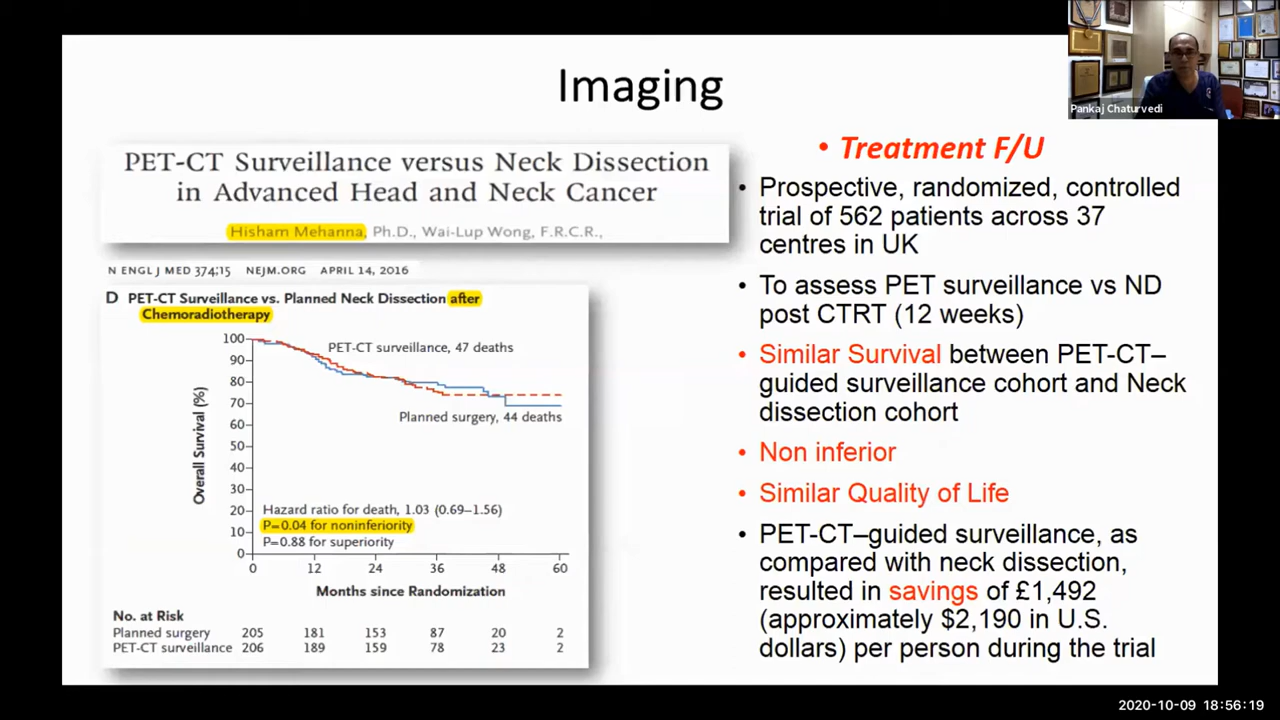 Imaging
Pankaj Chaturvedi
PET-CT Surveillance versus Neck Dissection
in Advanced Head and Neck Cancer
Hisham Mehanna, Ph.D., Wai-Lup Wong, F.R.C.R.,
N ENGL J MED 374;15 NEJM.ORG APRIL 14, 2016
D PET-CT Surveillance vs. Planned Neck Dissection after
Chemoradiotherapy
Overall Survival (%)
100
90
80
70
60
50
40
30
20
10
0
PET-CT surveillance, 47 deaths
Planned surgery, 44 deaths
Hazard ratio for death, 1.03 (0.69–1.56)
P=0.04 for noninferiority
P=0.88 for superiority
0 12 24 36 48 60
Months since Randomization
No. at Risk
Planned surgery 205 181 153 87 20 2
PET-CT surveillance 206 189 159 78 23 2
• Treatment F/U
• Prospective, randomized, controlled
trial of 562 patients across 37
centres in UK
• To assess PET surveillance vs ND
post CTRT (12 weeks)
• Similar Survival between PET-CT–
guided surveillance cohort and Neck
dissection cohort
• Non inferior
• Similar Quality of Life
• PET-CT–guided surveillance, as
compared with neck dissection,
resulted in savings of £1,492
(approximately $2,190 in U.S.
dollars) per person during the trial
2020-10-09 18:56:19